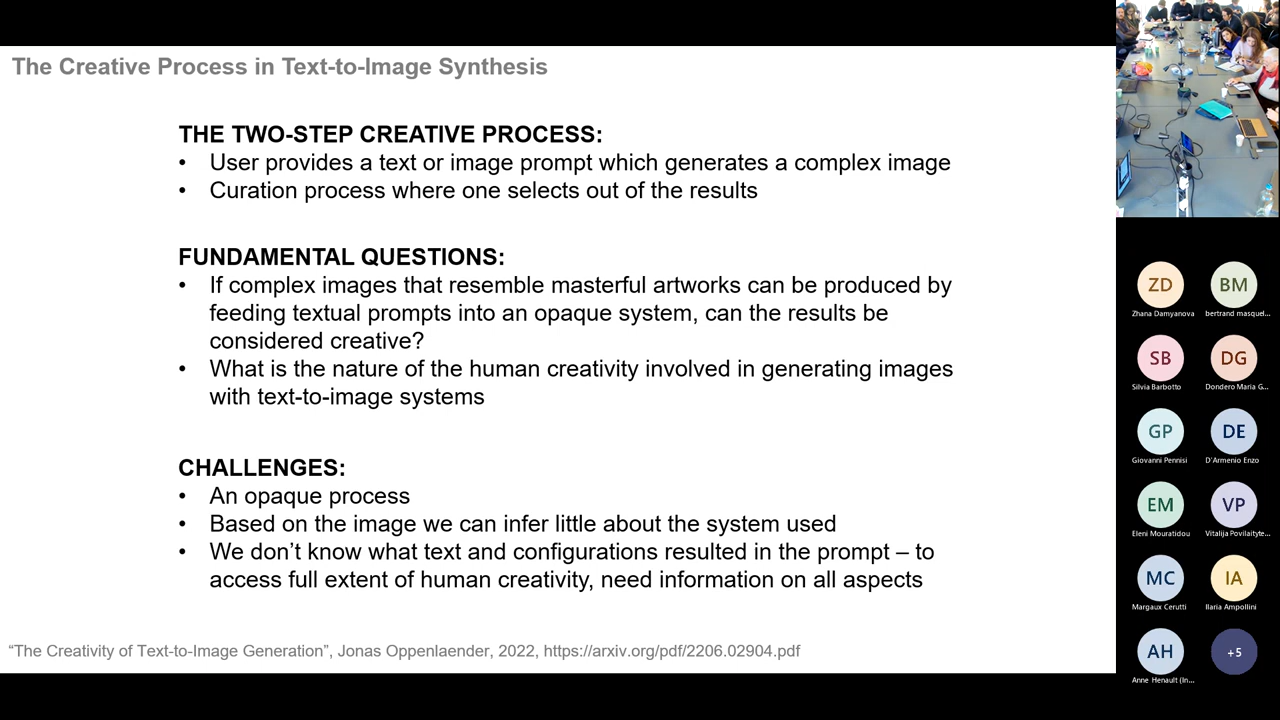 The Creative Process in Text-to-Image Synthesis
THE TWO-STEP CREATIVE PROCESS:
• User provides a text or image prompt which generates a complex image
• Curation process where one selects out of the results
FUNDAMENTAL QUESTIONS:
• If complex images that resemble masterful artworks can be produced by
feeding textual prompts into an opaque system, can the results be
considered creative?
• What is the nature of the human creativity involved in generating images
with text-to-image systems
CHALLENGES:
• An opaque process
• Based on the image we can infer little about the system used
• We don’t know what text and configurations resulted in the prompt – to
access full extent of human creativity, need information on all aspects
“The Creativity of Text-to-Image Generation”, Jonas Oppenlaender, 2022, https://arxiv.org/pdf/2206.02904.pdf
ZD
Zhana Damyanova
BM
bertrand masquel...
SB
Silvia Barbotto
DG
Dondero Maria G...
GP
Giovanni Pennisi
DE
D'Armenio Enzo
EM
Eleni Mouratidou
VP
Vitalija Povilaityte...
MC
Margaux Cerutti
IA
Ilaria Ampollini
AH
Anne Henault (In...
+5